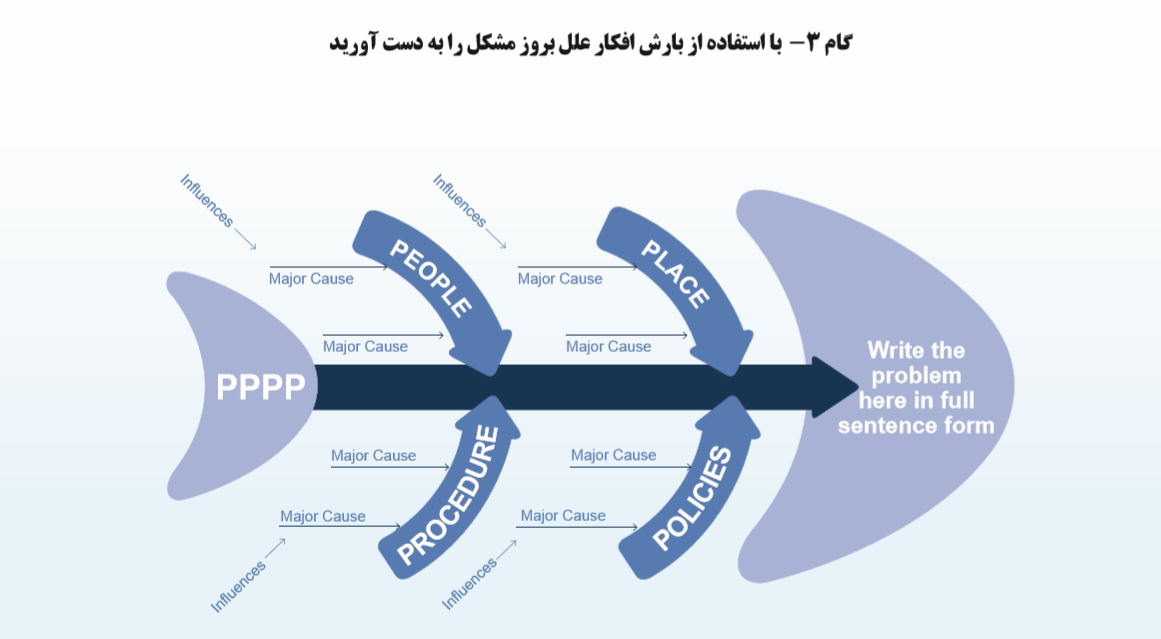 گام ۳- با استفاده از بارش افکار علل بروز مشکل را به دست آورید
Influences
Influences
PEOPLE
PLACE
Major Cause
Major Cause
Major Cause
Major Cause
PPPP
Write the
problem
here in full
sentence form
PROCEDURE
POLICIES
Major Cause
Major Cause
Major Cause
Major Cause
Influences
Influences